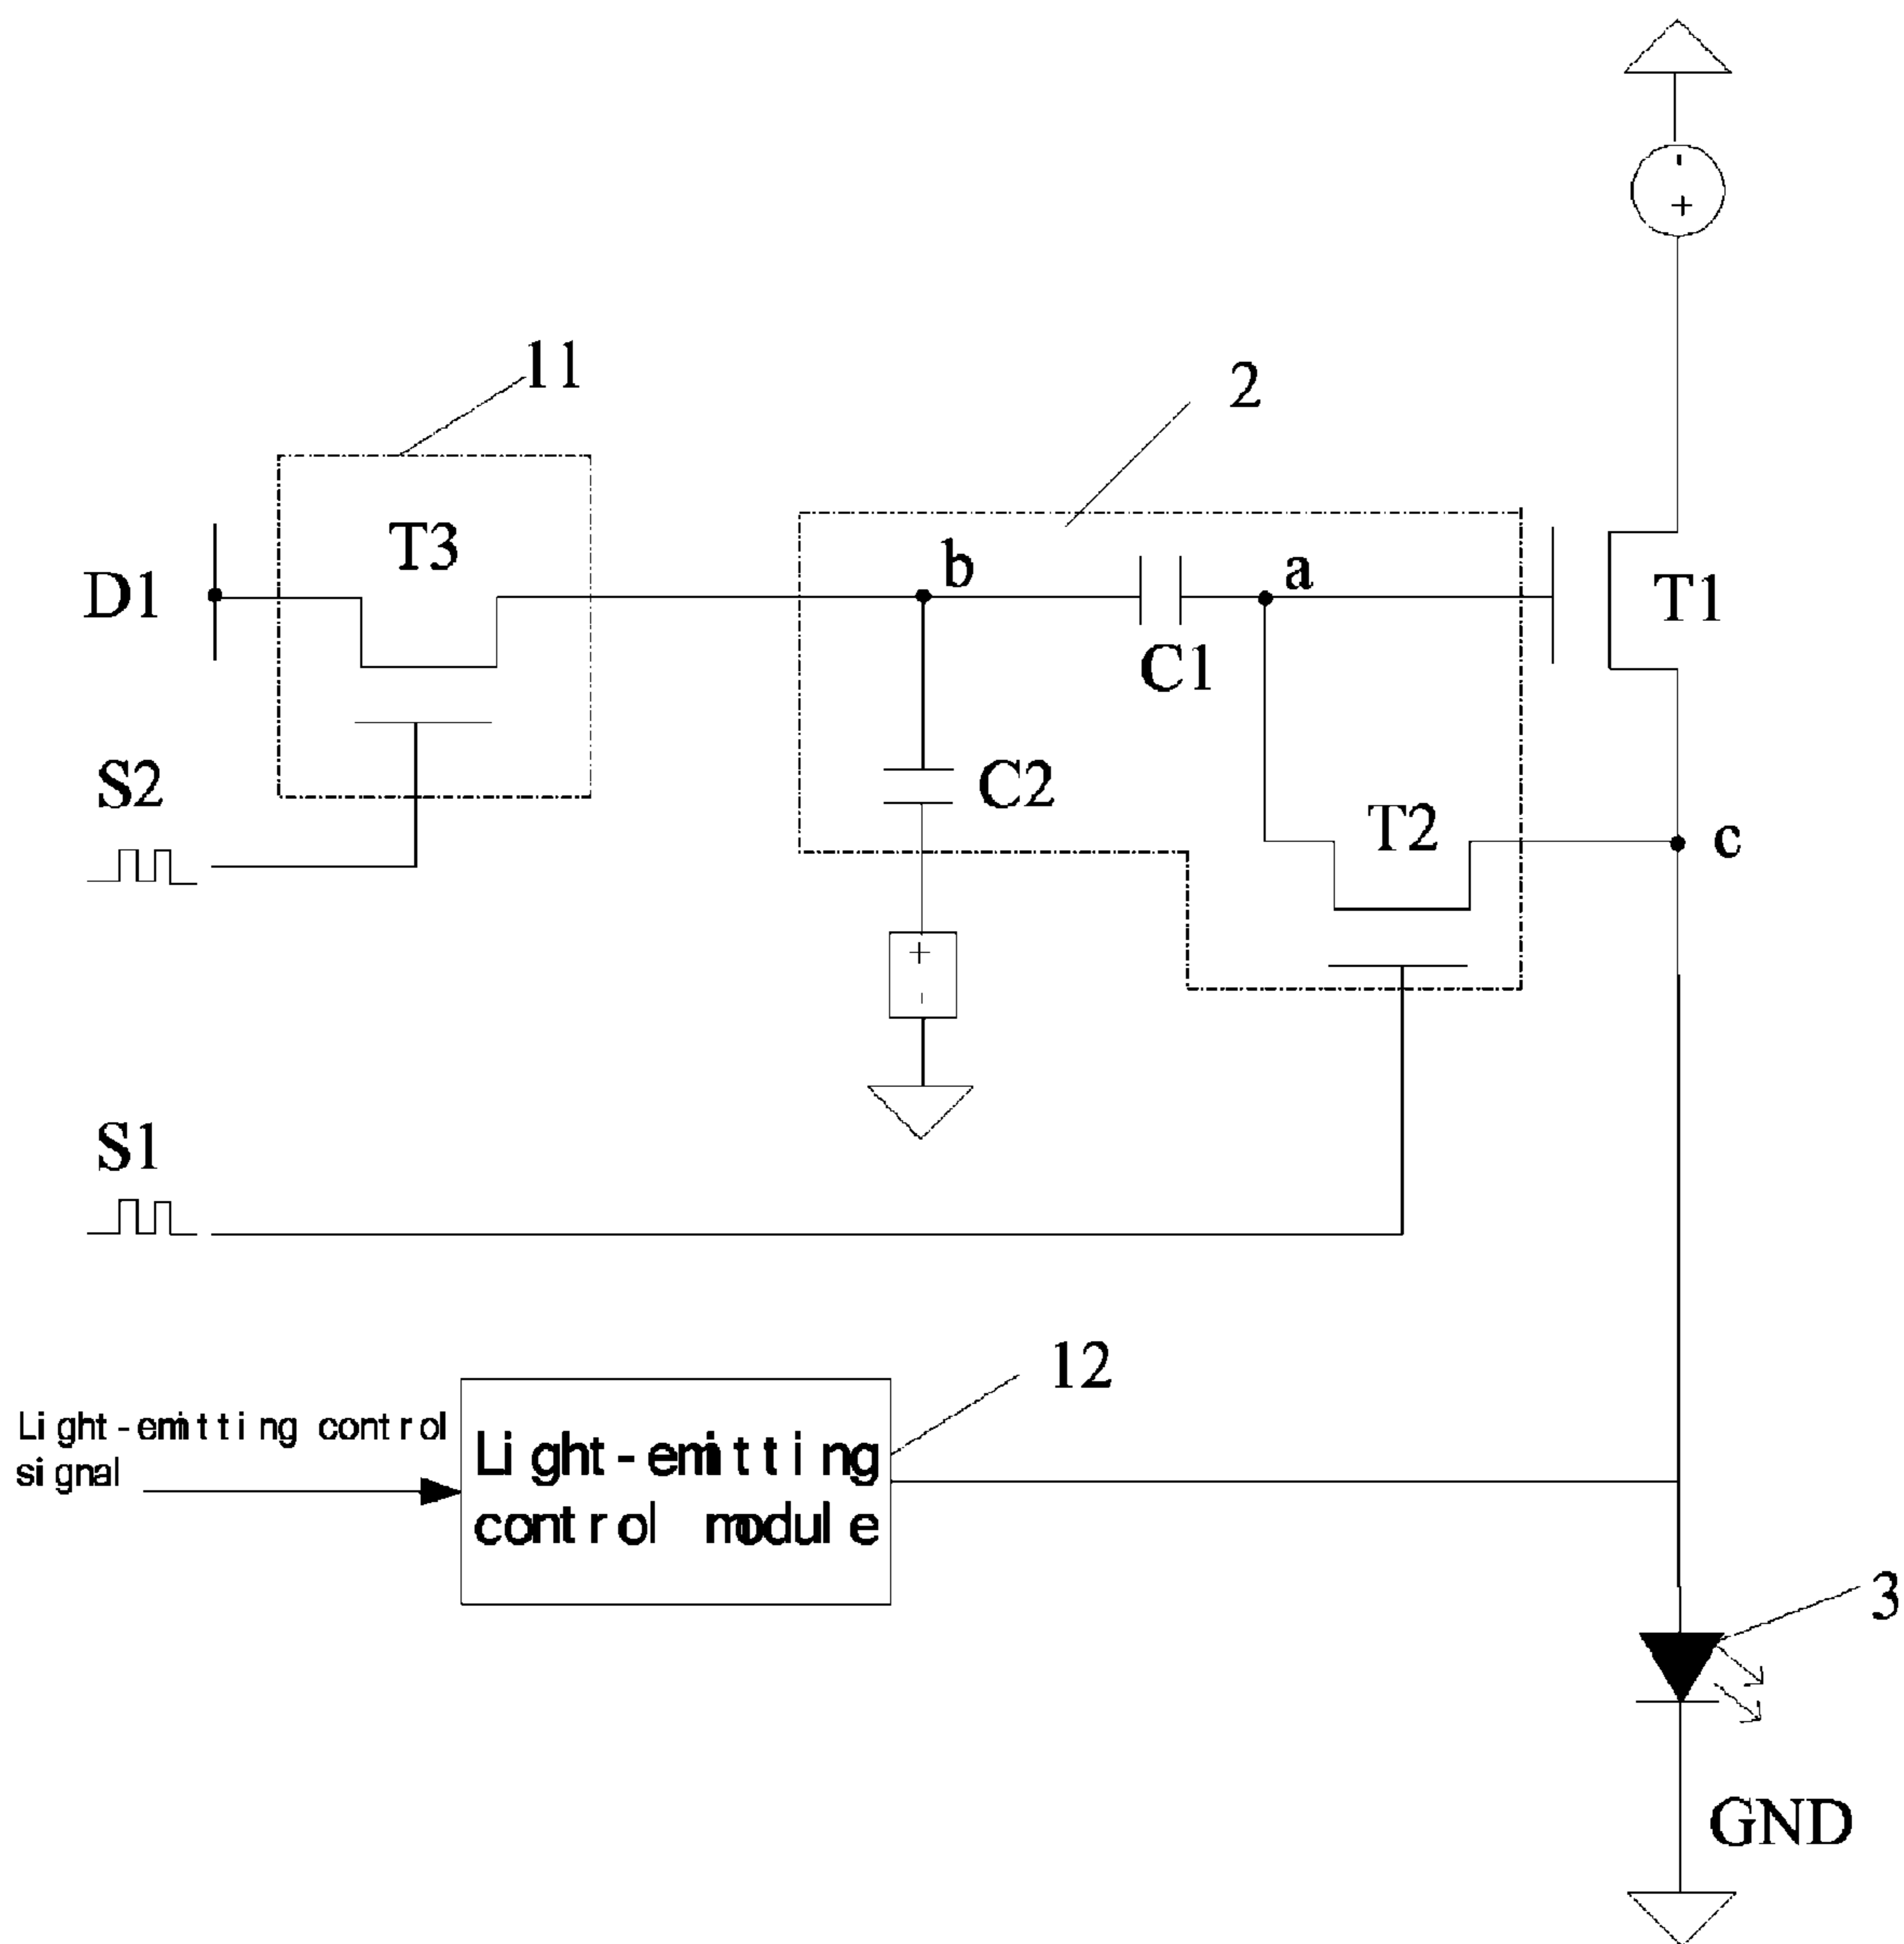 -
+
11
2
T3
b
a
D1
T1
C1
S2
C2
T2
c
+
-
S1
12
Light-emitting control
signal
Light-emitting
control module
3
GND